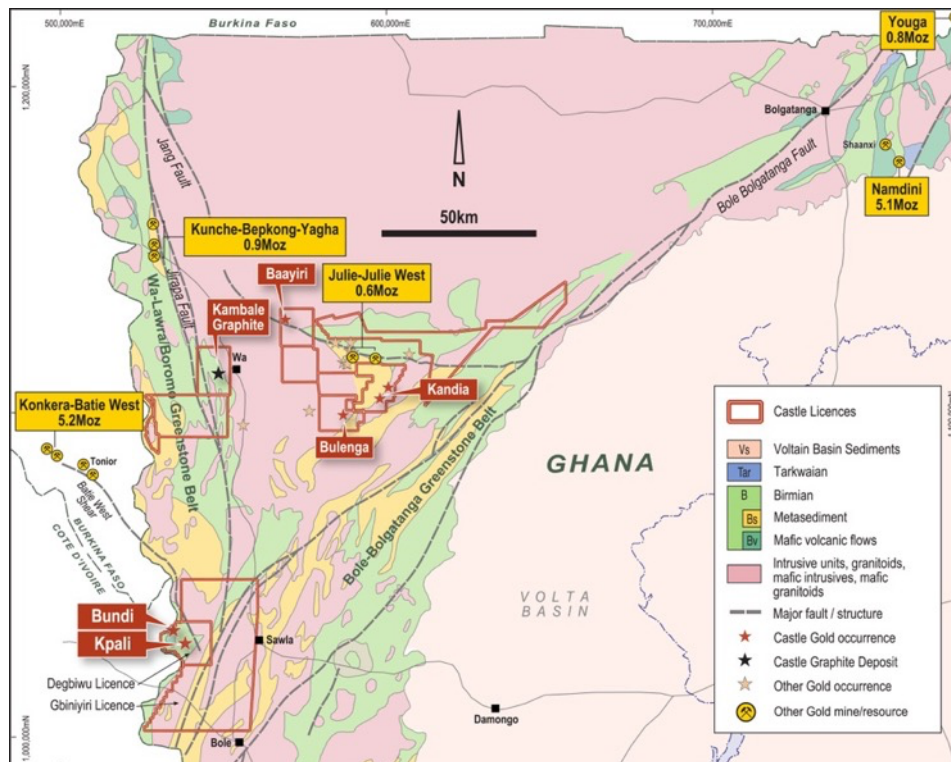 500,000mE
Burkina Faso
600,000mE
700,000mE
Youga
0.8Moz
1,200,000mN
Jang Fault
Bolgatanga
Shaanxi
N
Bole Bolgatanga Fault
Namdini
5.1Moz
50km
Kunche-Bepkong-Yagha
0.9Moz
Julie-Julie West
0.6Moz
Baayiri
Jirapa Fault
Wa-Lawra/Boromo Greenstone Belt
Kambale
Graphite
Wa
Kandia
Bulenga
Konkera-Batie West
5.2Moz
Tonior
Batie West
Shear
BURKINA FASO
COTE D'IVOIRE
GHANA
Bole-Bolgatanga Greenstone Belt
VOLTA
BASIN
Bundi
Kpali
Sawla
Degbiwu Licence
Gbiniyiri Licence
Damongo
Bole
1,000,000mN
Castle Licences
Vs Voltain Basin Sediments
Tar Tarkwaian
B Birmian
Bs Metasediment
Bv Mafic volcanic flows
Intrusive units, granitoids,
mafic intrusives, mafic
granitoids
Major fault / structure
Castle Gold occurrence
Castle Graphite Deposit
Other Gold occurrence
Other Gold mine/resource